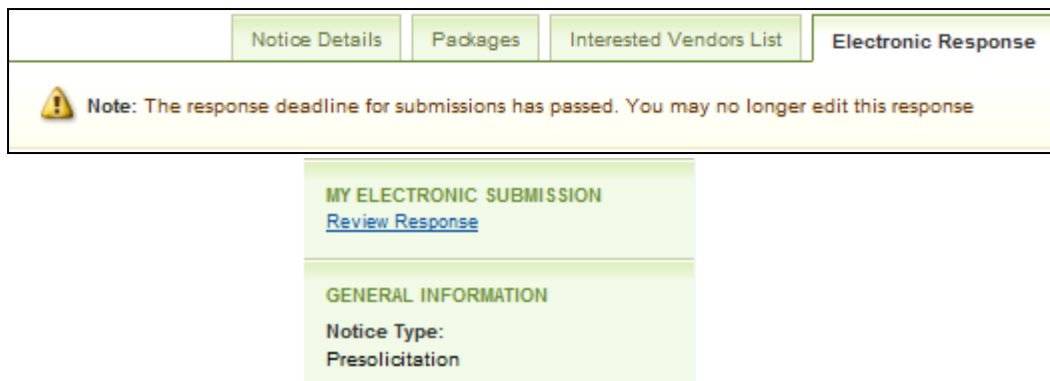 Notice Details Packages Interested Vendors List Electronic Response
Note: The response deadline for submissions has passed. You may no longer edit this response
MY ELECTRONIC SUBMISSION
Review Response
GENERAL INFORMATION
Notice Type:
Presolicitation